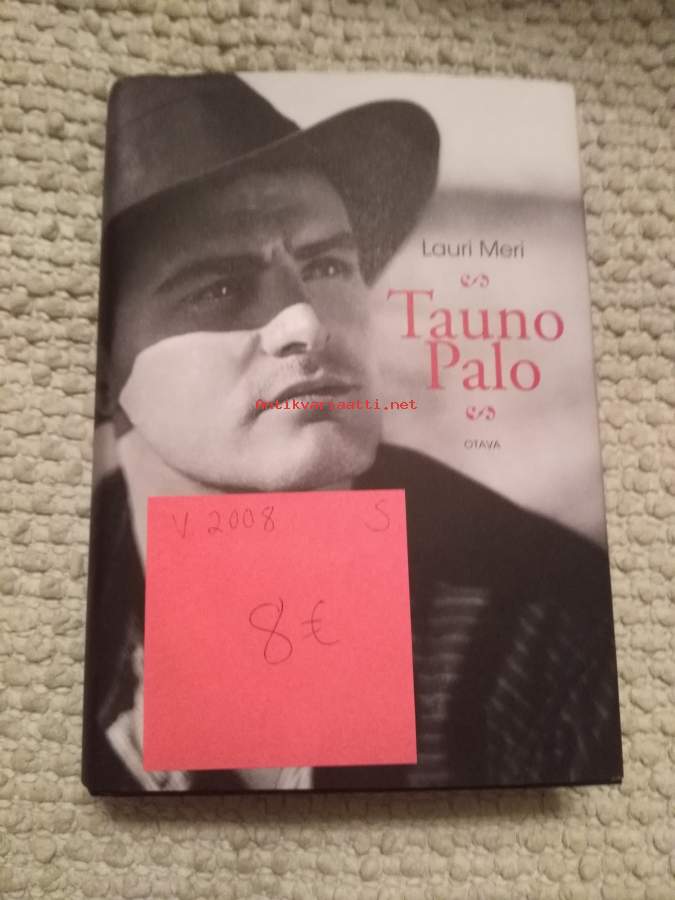 Lauri Meri
Tauno
Palo
Antikvariaatti.net
OTAVA
V 2008 S
8 €